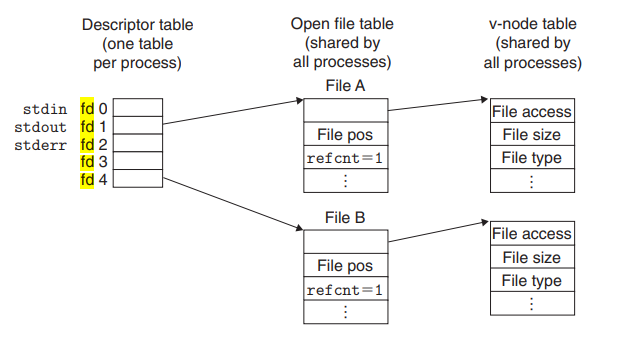 Descriptor table
(one table
per process)
Open file table
(shared by
all processes)
v-node table
(shared by
all processes)
stdin fd 0
stdout fd 1
stderr fd 2
fd 3
fd 4
File A
File pos
refcnt=1
⋮
File access
File size
File type
⋮
File B
File pos
refcnt=1
⋮
File access
File size
File type
⋮